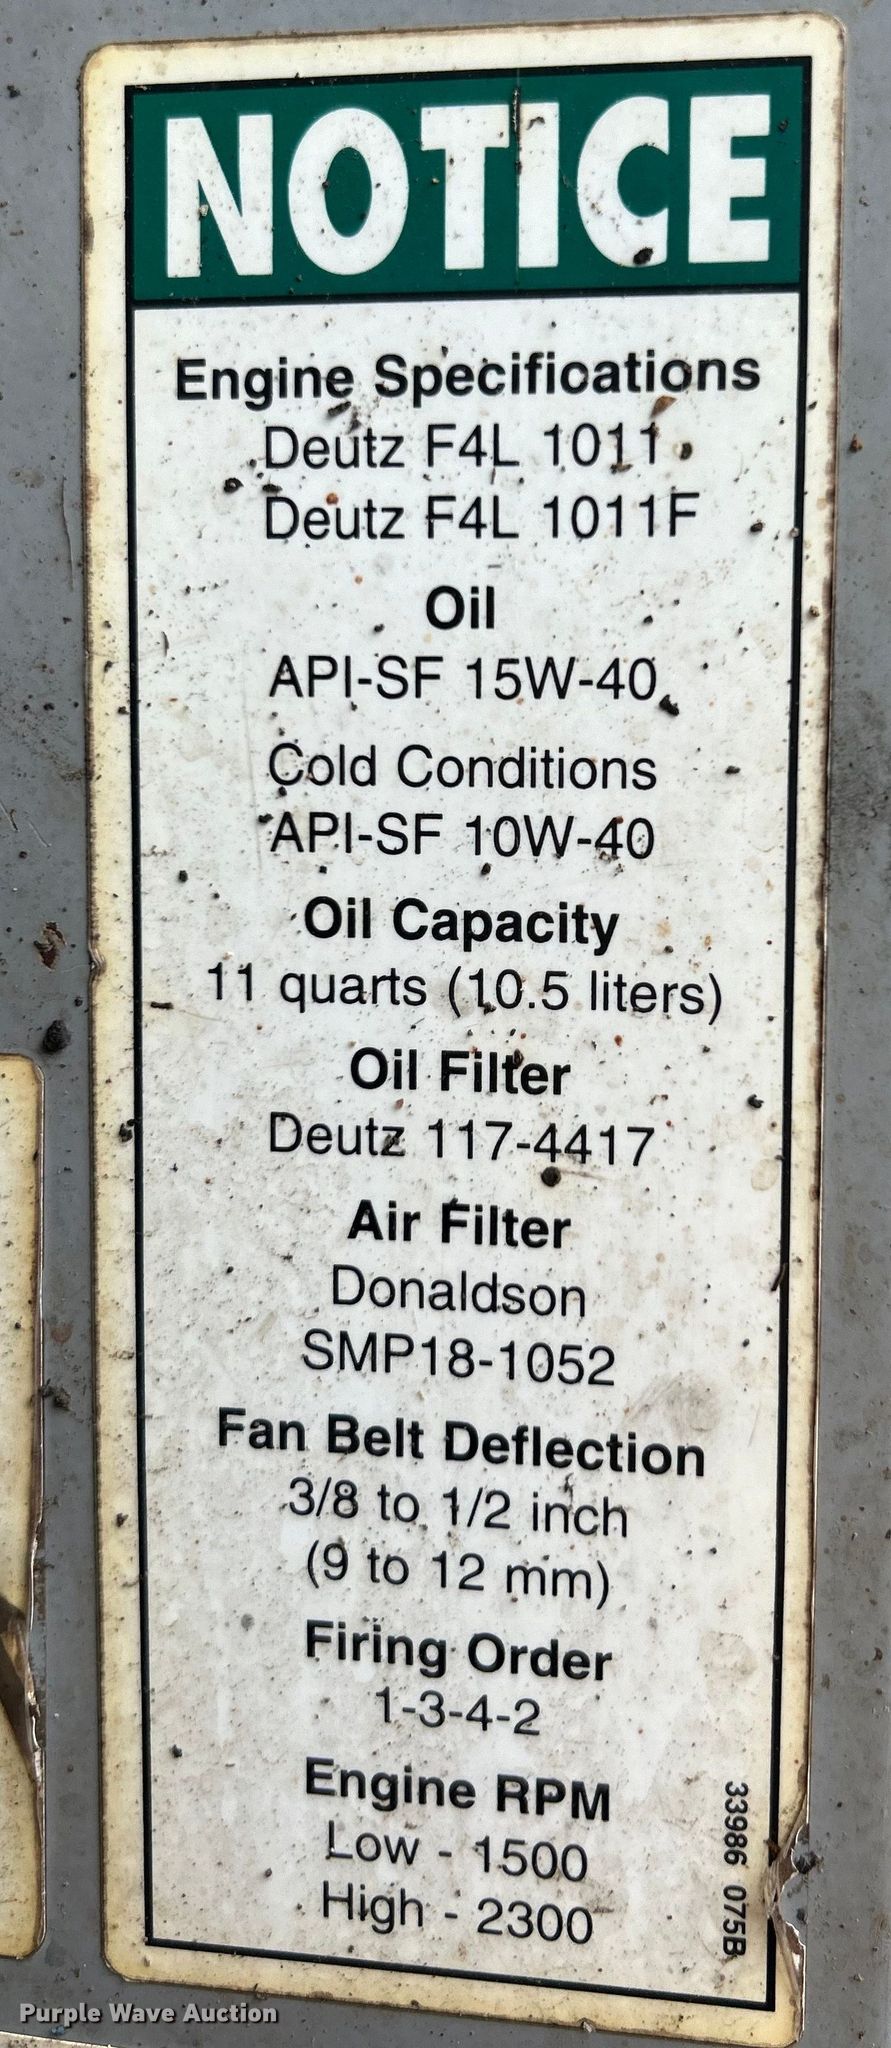 NOTICE
Engine Specifications
Deutz F4L 1011
Deutz F4L 1011F
Oil
API-SF 15W-40
Cold Conditions
API-SF 10W-40
Oil Capacity
11 quarts (10.5 liters)
Oil Filter
Deutz 117-4417
Air Filter
Donaldson
SMP18-1052
Fan Belt Deflection
3/8 to 1/2 inch
(9 to 12 mm)
Firing Order
1-3-4-2
Engine RPM
Low - 1500
High - 2300
33986 075B
Purple Wave Auction